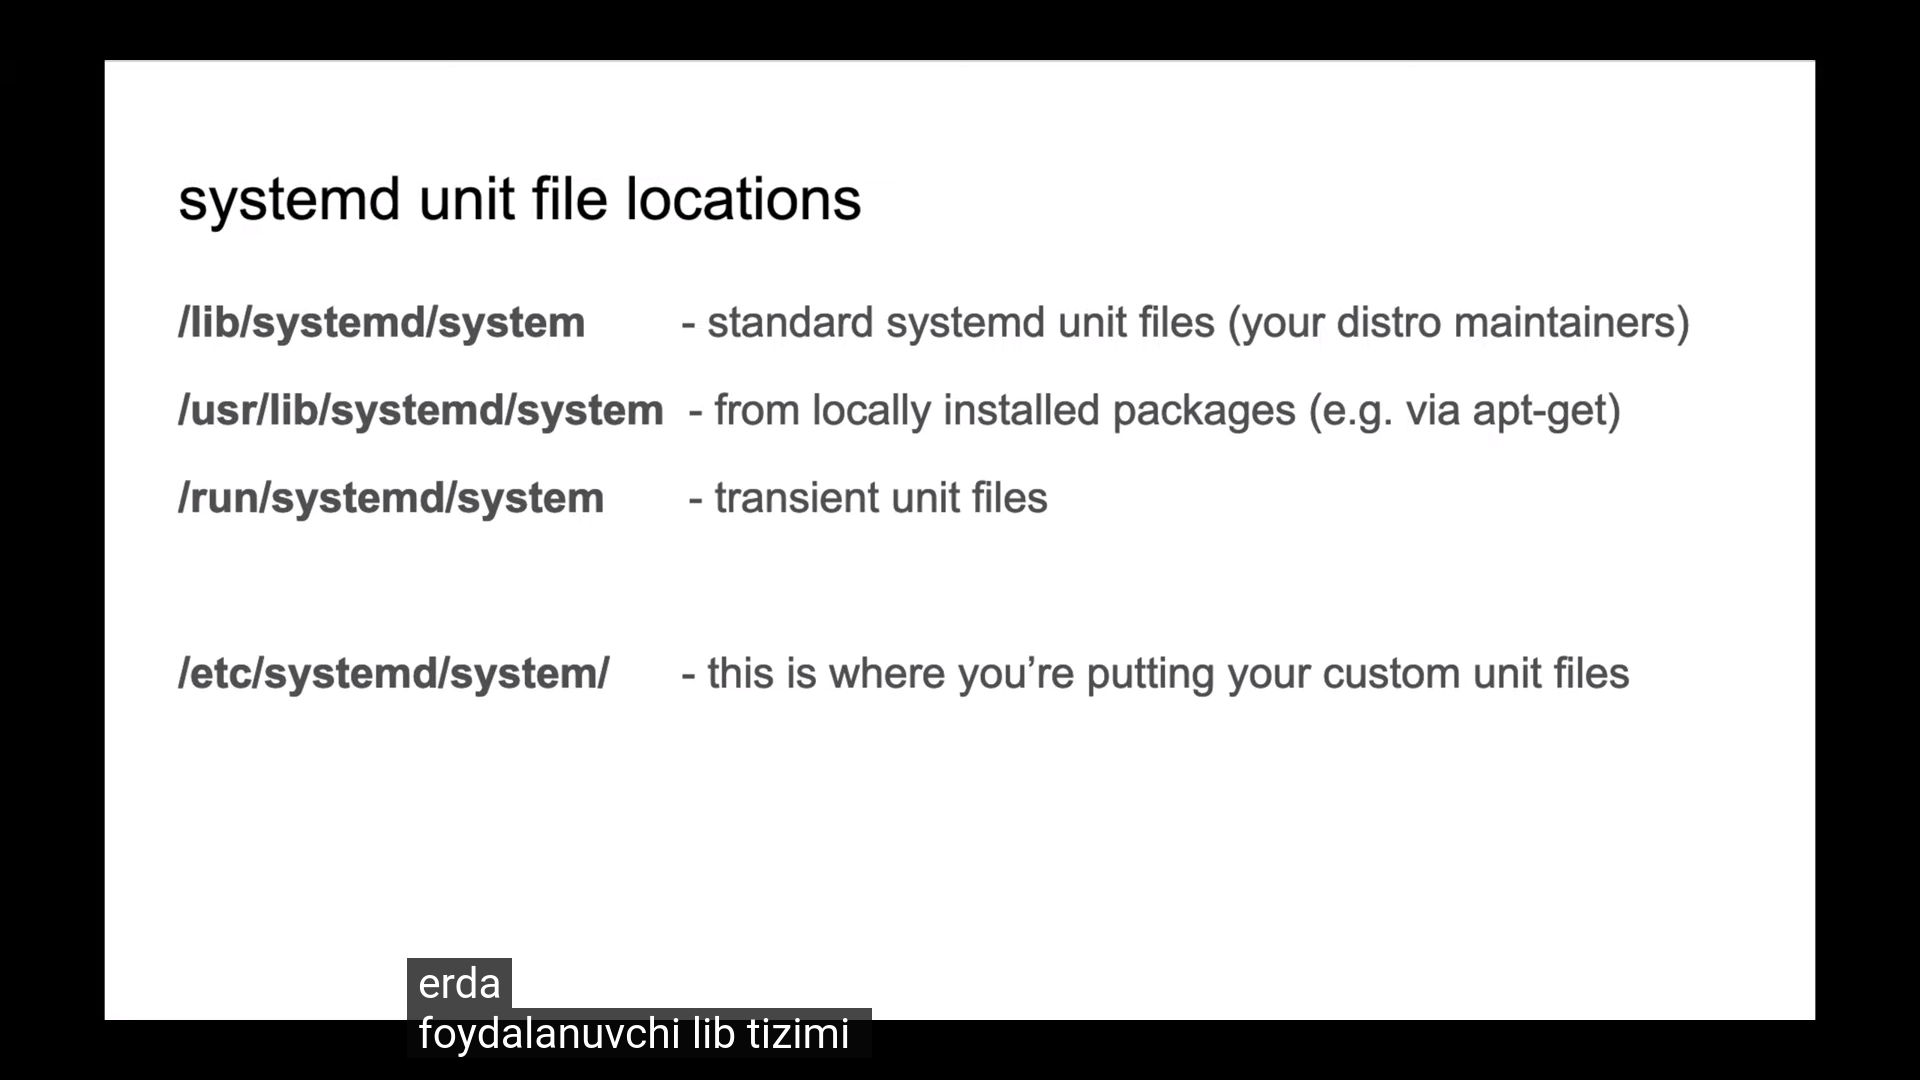 systemd unit file locations
/lib/systemd/system - standard systemd unit files (your distro maintainers)
/usr/lib/systemd/system - from locally installed packages (e.g. via apt-get)
/run/systemd/system - transient unit files
/etc/systemd/system/ - this is where you’re putting your custom unit files
erda
foydalanuvchi lib tizimi